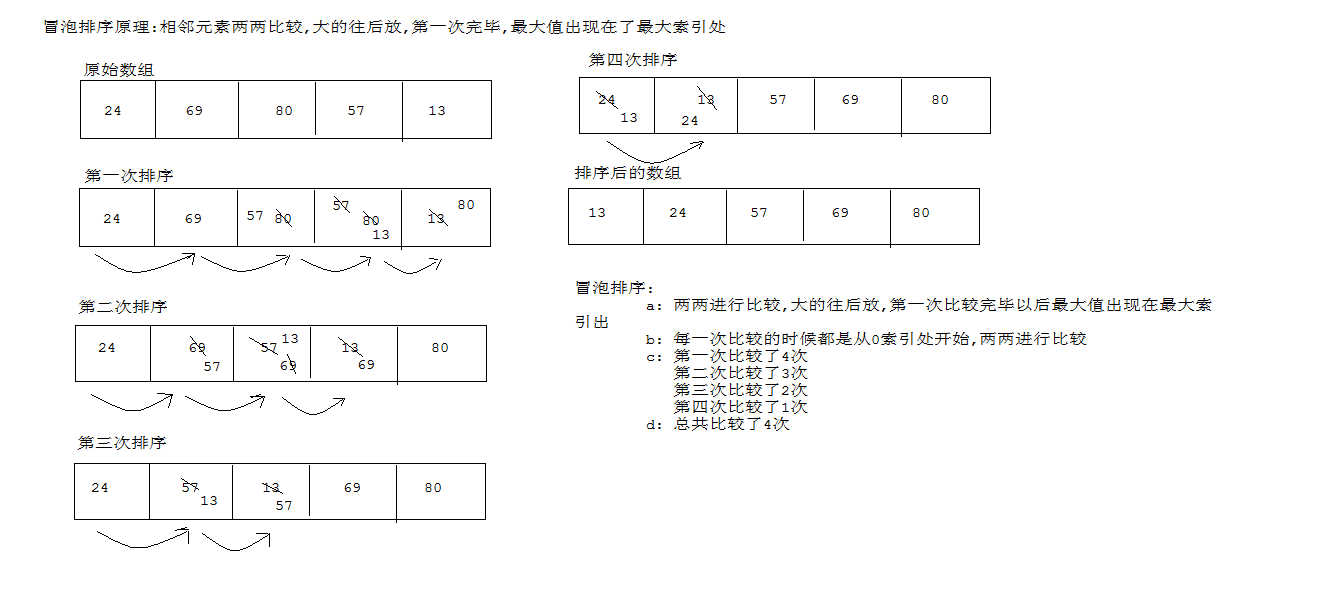 冒泡排序原理:相邻元素两两比较,大的往后放,第一次完毕,最大值出现在了最大索引处
原始数组
24 69 80 57 13
第一次排序
24 69 57 80 57 80 13 13 80
第二次排序
24 69 57 57 13 69 13 69 80
第三次排序
24 57 13 13 57 69 80
第四次排序
24 13 13 24 57 69 80
排序后的数组
13 24 57 69 80
冒泡排序:
a: 两两进行比较,大的往后放,第一次比较完毕以后最大值出现在最大索
引出
b: 每一次比较的时候都是从0索引处开始,两两进行比较
c: 第一次比较了4次
第二次比较了3次
第三次比较了2次
第四次比较了1次
d: 总共比较了4次